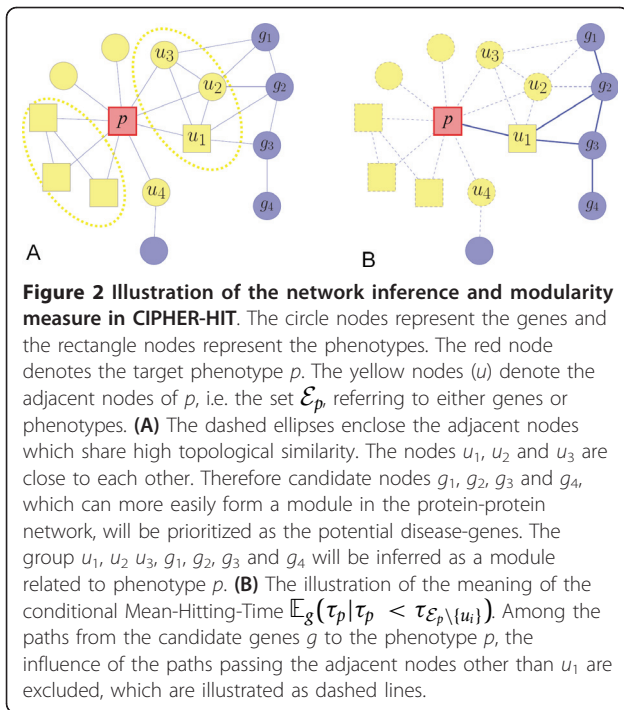 g₁
u₃
u₂
g₂
p
u₁
g₃
u₄
g₄
A
g₁
u₃
u₂
g₂
p
u₁
g₃
u₄
g₄
B
Figure 2 Illustration of the network inference and modularity
measure in CIPHER-HIT. The circle nodes represent the genes and
the rectangle nodes represent the phenotypes. The red node
denotes the target phenotype p. The yellow nodes (u) denote the
adjacent nodes of p, i.e. the set ℰₚ, referring to either genes or
phenotypes. (A) The dashed ellipses enclose the adjacent nodes
which share high topological similarity. The nodes u₁, u₂ and u₃ are
close to each other. Therefore candidate nodes g₁, g₂, g₃ and g₄,
which can more easily form a module in the protein-protein
network, will be prioritized as the potential disease-genes. The
group u₁, u₂ u₃, g₁, g₂, g₃ and g₄ will be inferred as a module
related to phenotype p. (B) The illustration of the meaning of the
conditional Mean-Hitting-Time 𝔼_g(τ_p|τ_p < τ_{ℰ_p\{u_i}}). Among the
paths from the candidate genes g to the phenotype p, the
influence of the paths passing the adjacent nodes other than u₁ are
excluded, which are illustrated as dashed lines.